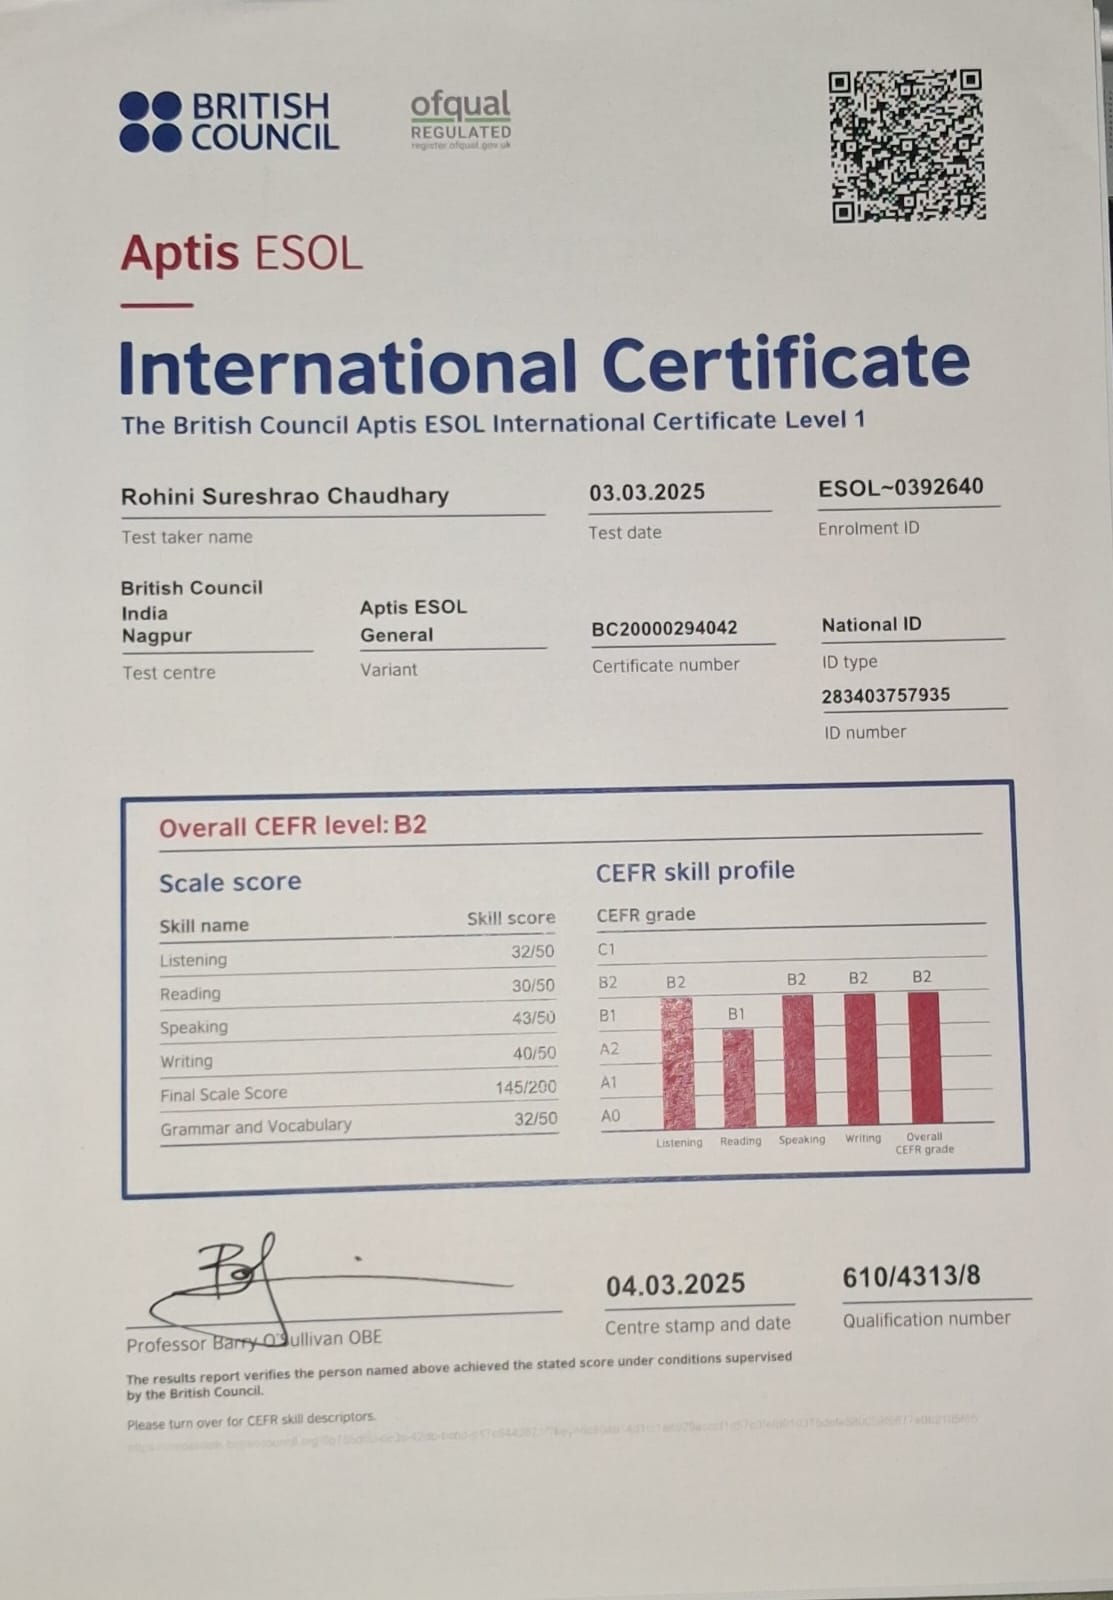 BRITISH
COUNCIL
ofqual
REGULATED
register.ofqual.gov.uk
Aptis ESOL
International Certificate
The British Council Aptis ESOL International Certificate Level 1
Rohini Sureshrao Chaudhary
Test taker name
03.03.2025
Test date
ESOL~0392640
Enrolment ID
British Council
India
Nagpur
Test centre
Aptis ESOL
General
Variant
BC20000294042
Certificate number
National ID
ID type
283403757935
ID number
Overall CEFR level: B2
Scale score
Skill name Skill score
Listening 32/50
Reading 30/50
Speaking 43/50
Writing 40/50
Final Scale Score 145/200
Grammar and Vocabulary 32/50
CEFR skill profile
CEFR grade
C1
B2 B2 B2 B2 B2
B1 B1
A2
A1
A0
Listening Reading Speaking Writing Overall
CEFR grade
Professor Barry O'Sullivan OBE
04.03.2025
Centre stamp and date
610/4313/8
Qualification number
The results report verifies the person named above achieved the stated score under conditions supervised
by the British Council.
Please turn over for CEFR skill descriptors.